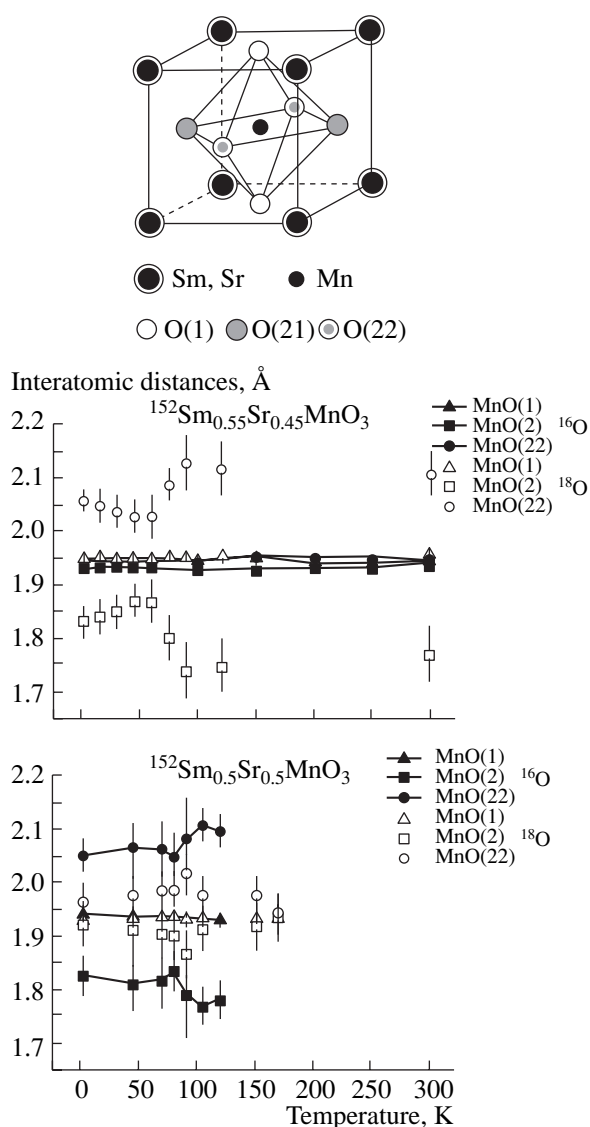 Sm, Sr Mn
O(1) O(21) O(22)
Interatomic distances, Å
2.2
2.1
2.0
1.9
1.8
1.7
¹⁵²Sm₀.₅₅Sr₀.₄₅MnO₃
MnO(1)
MnO(2) ¹⁶O
MnO(22)
MnO(1)
MnO(2) ¹⁸O
MnO(22)
2.2
2.1
2.0
1.9
1.8
1.7
¹⁵²Sm₀.₅Sr₀.₅MnO₃
MnO(1)
MnO(2) ¹⁶O
MnO(22)
MnO(1)
MnO(2) ¹⁸O
MnO(22)
0 50 100 150 200 250 300
Temperature, K